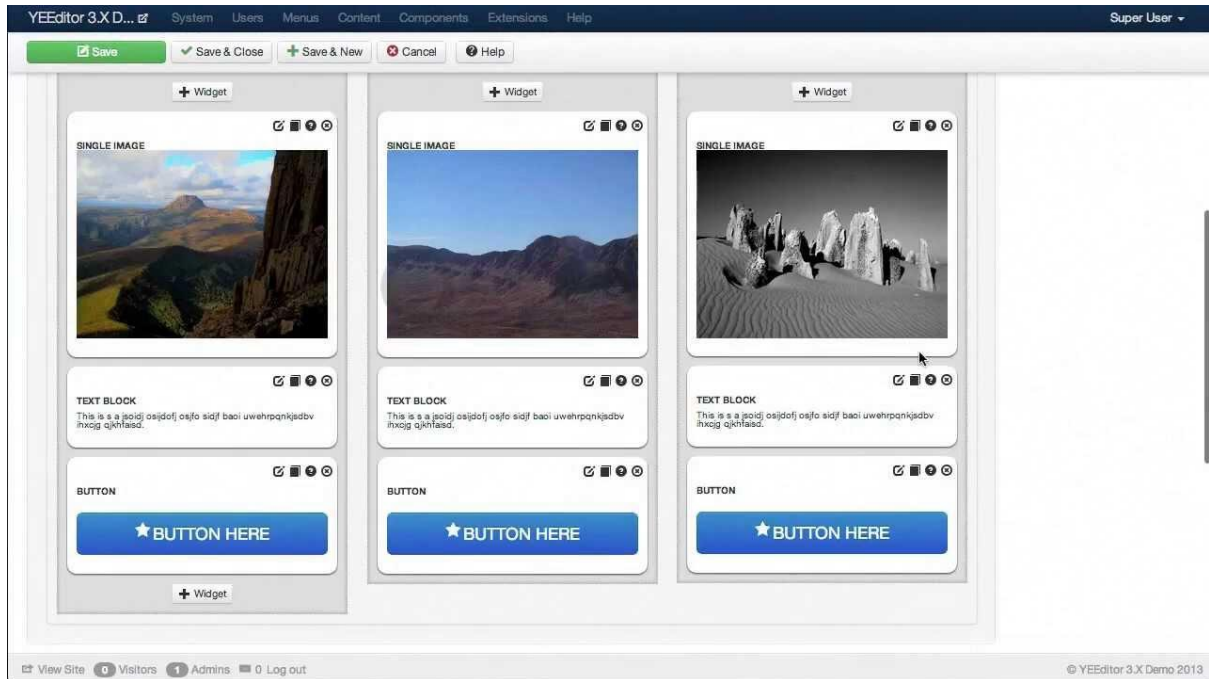 YEEditor 3.X D... System Users Menus Content Components Extensions Help Super User
Save Save & Close Save & New Cancel Help
Widget Widget Widget
SINGLE IMAGE SINGLE IMAGE SINGLE IMAGE
TEXT BLOCK TEXT BLOCK TEXT BLOCK
This is s a jsoidj osijdofj osjfo sidjf baoi uwehrpqnkjsdbv This is s a jsoidj osijdofj osjfo sidjf baoi uwehrpqnkjsdbv This is s a jsoidj osijdofj osjfo sidjf baoi uwehrpqnkjsdbv
ihxcjg qjkhfaisd. ihxcjg qjkhfaisd. ihxcjg qjkhfaisd.
BUTTON BUTTON BUTTON
BUTTON HERE BUTTON HERE BUTTON HERE
Widget
View Site 0 Visitors 1 Admins 0 Log out © YEEditor 3.X Demo 2013